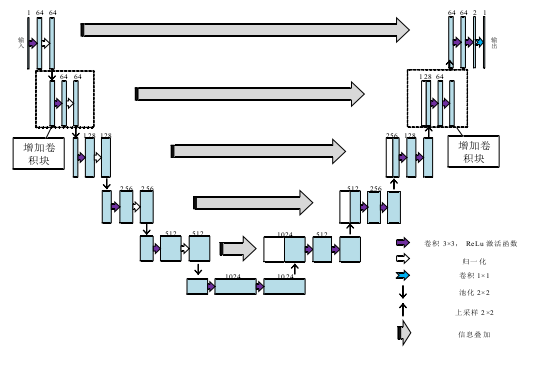 1 64 64
64 64 2 1
输入
输出
64 64
128 64
增加卷积块
增加卷积块
128 128
256 128
256 256
512 256
512 512
1024 512
1024 1024
卷积 3×3， ReLu 激活函数
归一化
卷积 1×1
池化 2×2
上采样 2×2
信息叠加